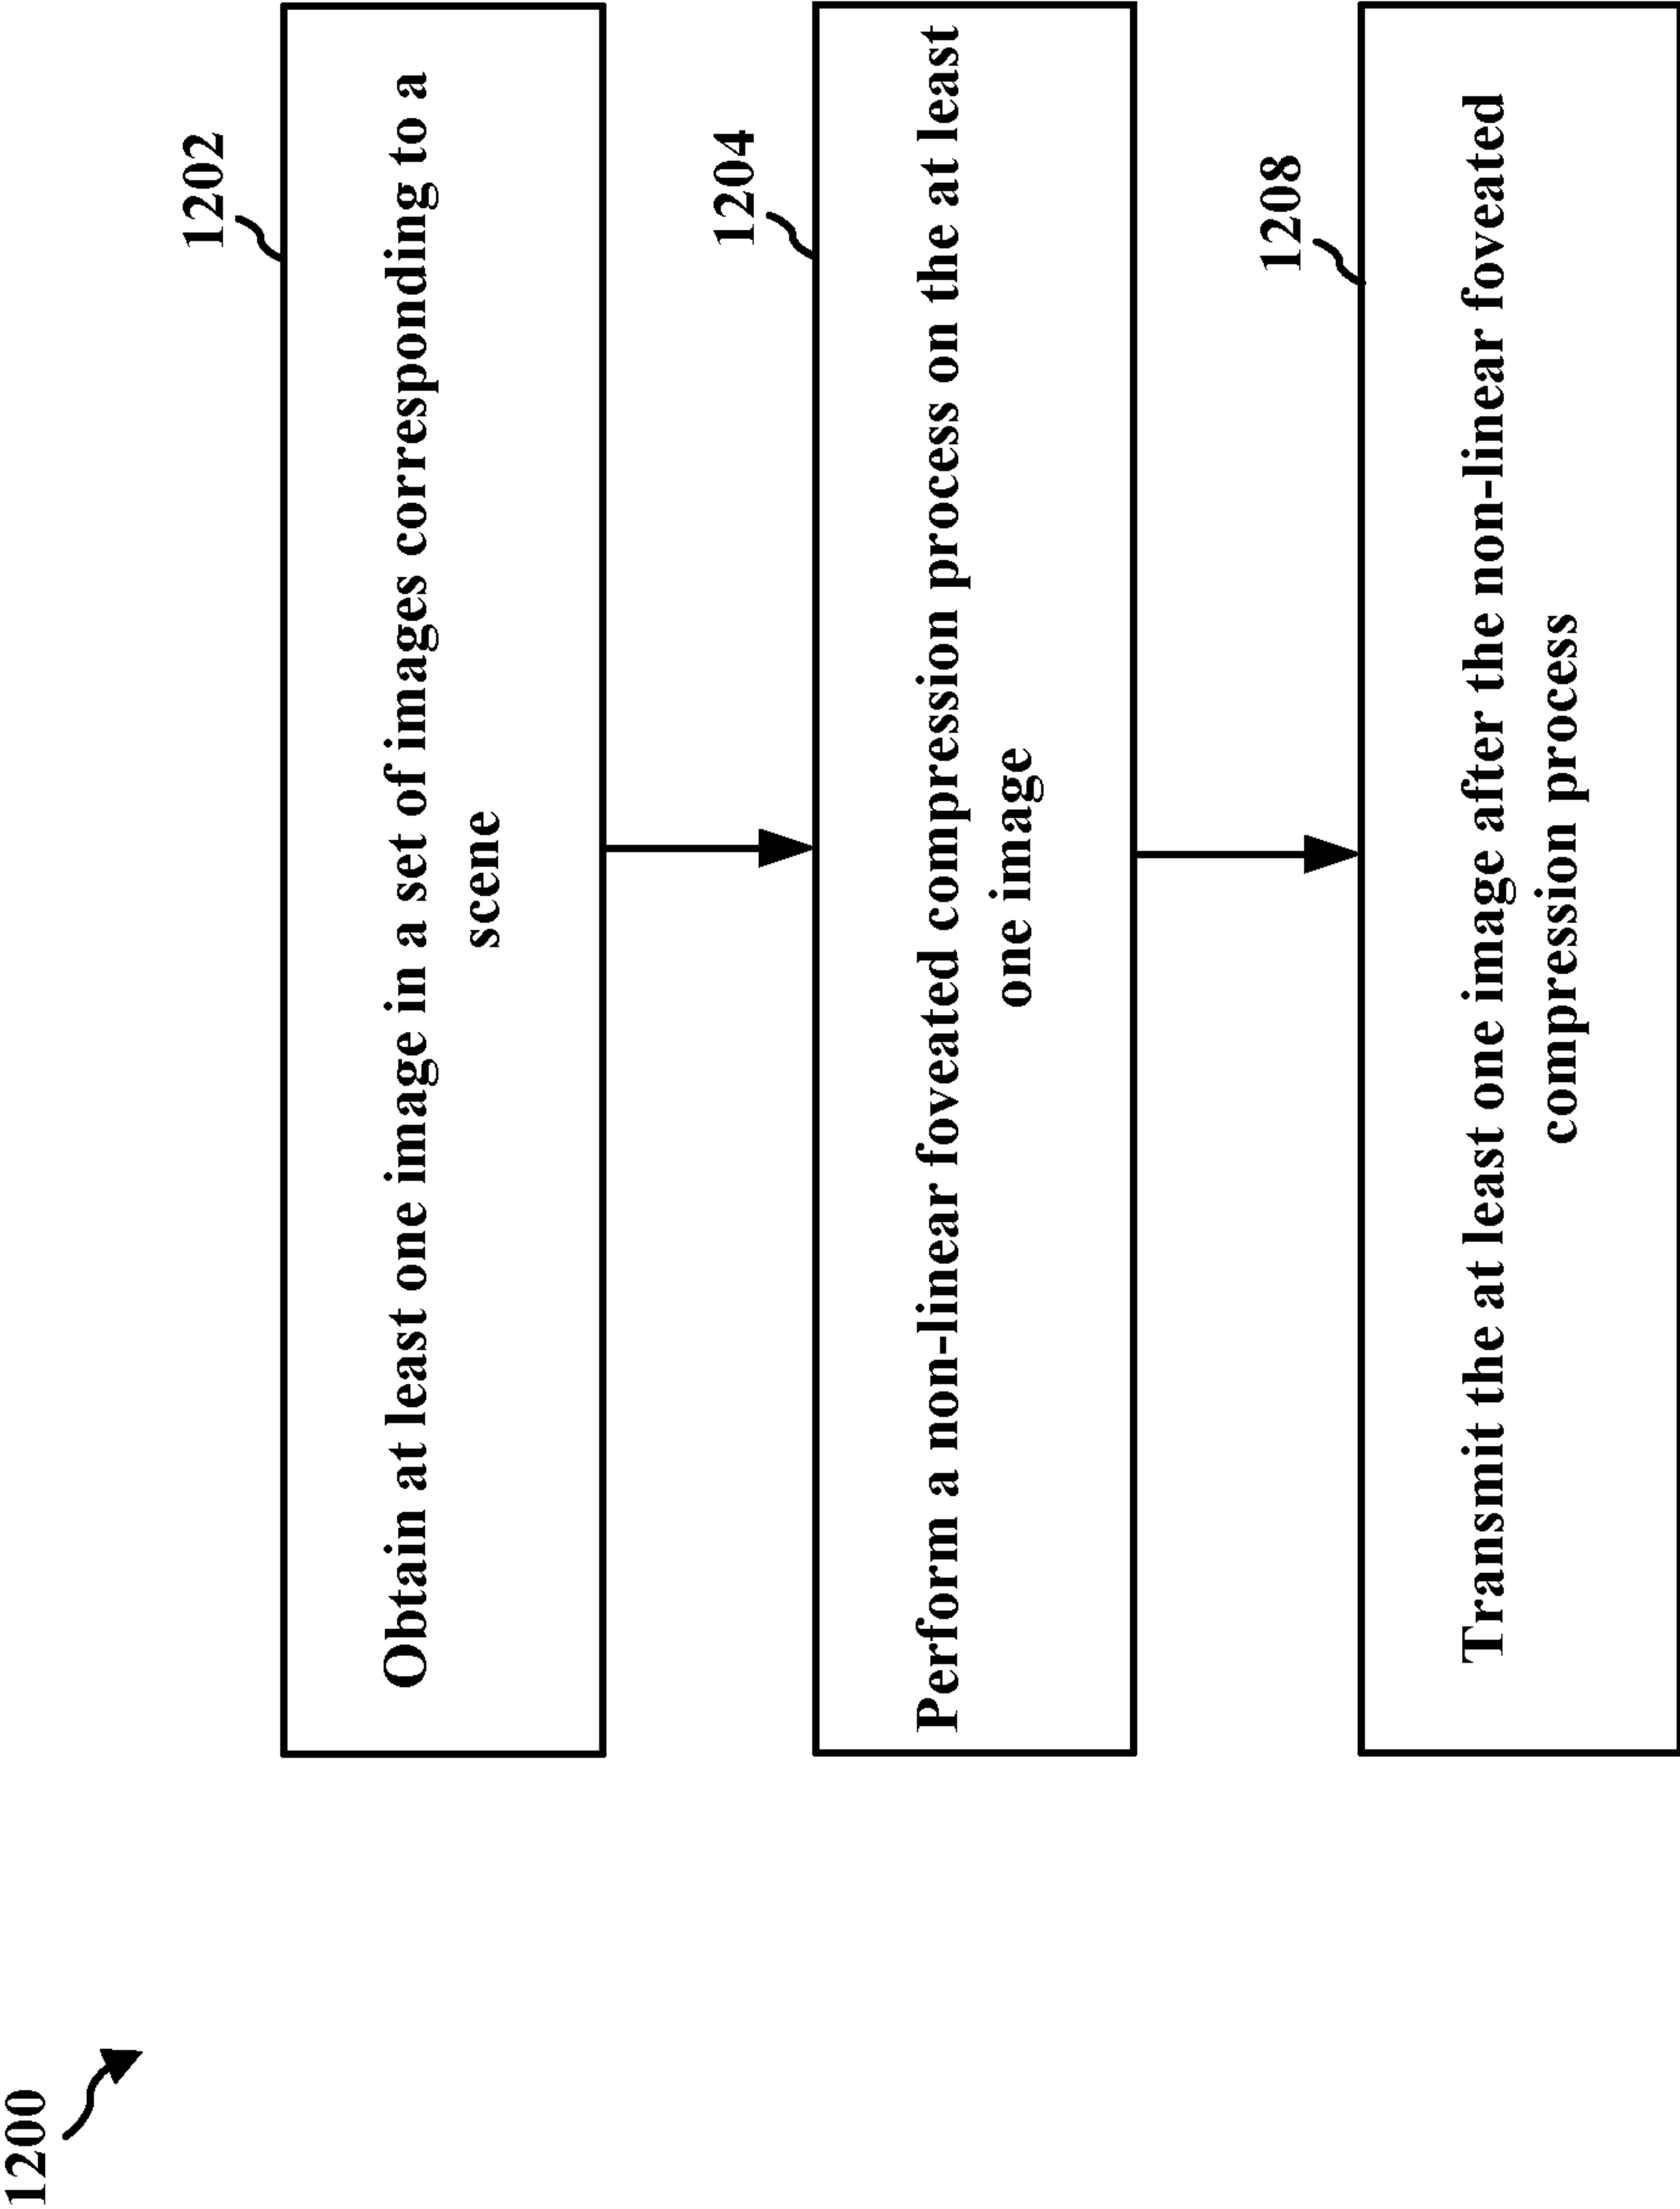 1200
1202
Obtain at least one image in a set of images corresponding to a
scene
1204
Perform a non-linear foveated compression process on the at least
one image
1208
Transmit the at least one image after the non-linear foveated
compression process